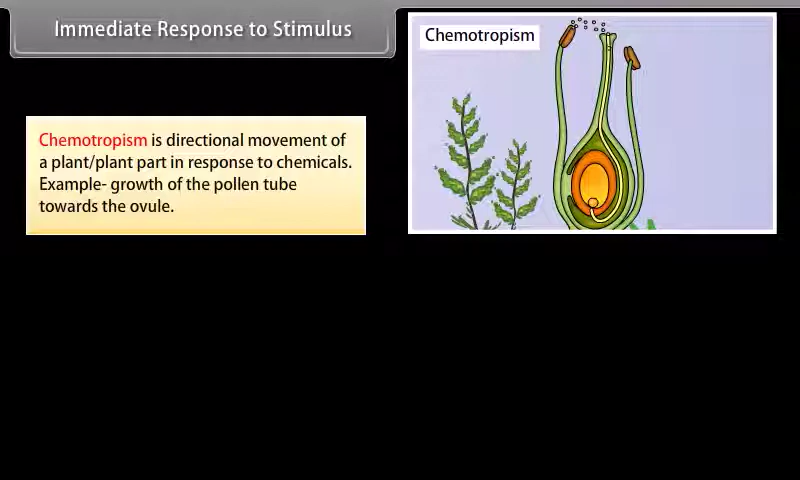 Immediate Response to Stimulus
Chemotropism
Chemotropism is directional movement of
a plant/plant part in response to chemicals.
Example- growth of the pollen tube
towards the ovule.